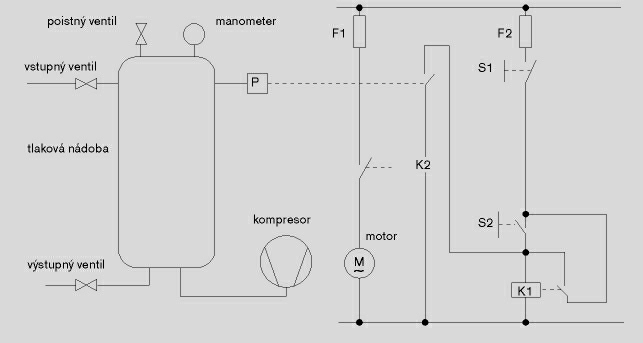 poistný ventil
manometer
F1
F2
vstupný ventil
S1
P
tlaková nádoba
K2
kompresor
S2
motor
M
~
výstupný ventil
K1